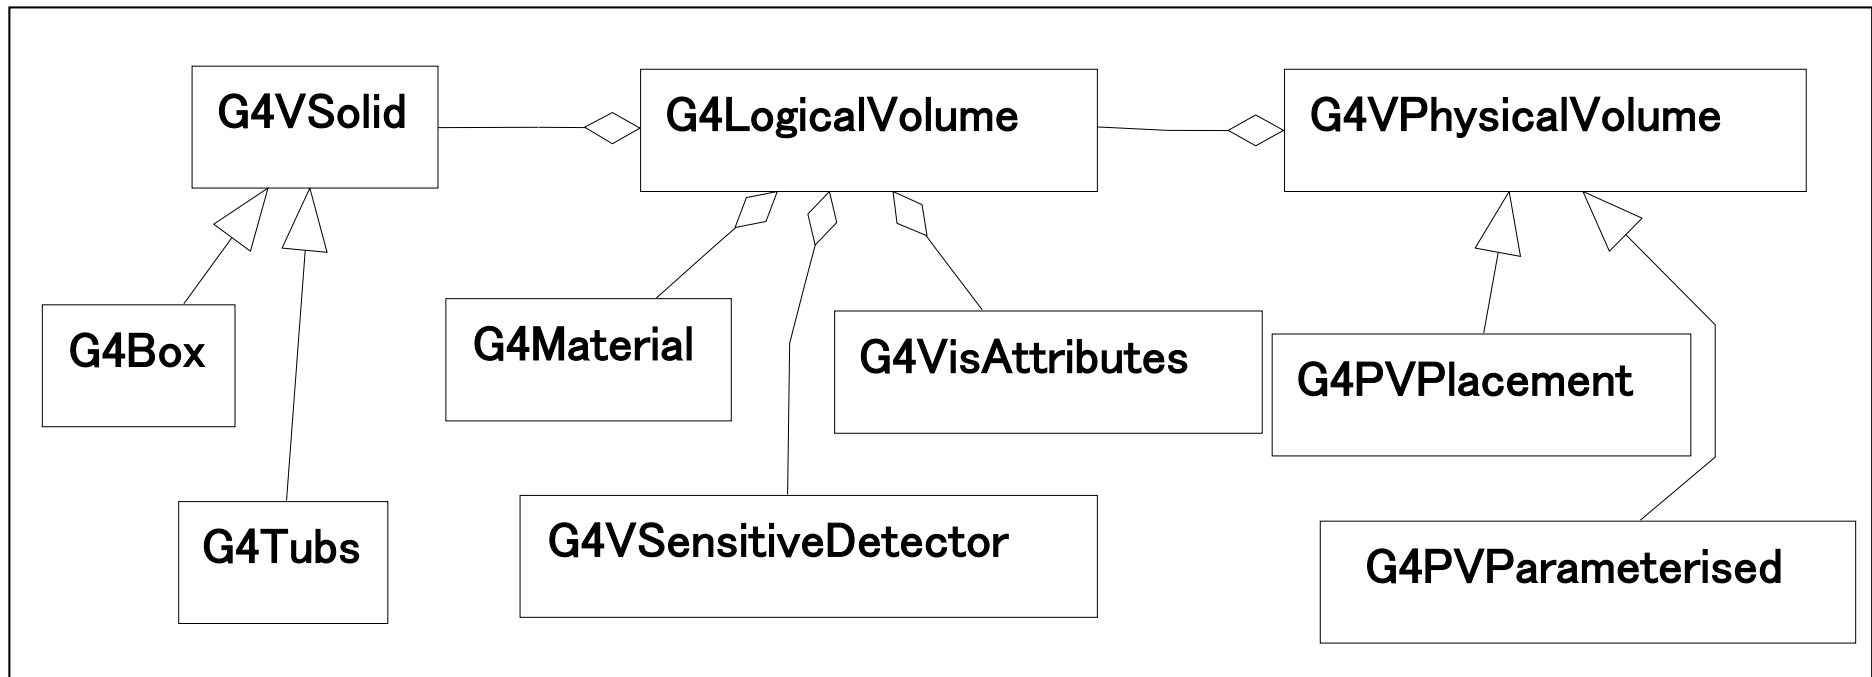 G4VSolid
G4LogicalVolume
G4VPhysicalVolume
G4Box
G4Material
G4VisAttributes
G4PVPlacement
G4Tubs
G4VSensitiveDetector
G4PVParameterised